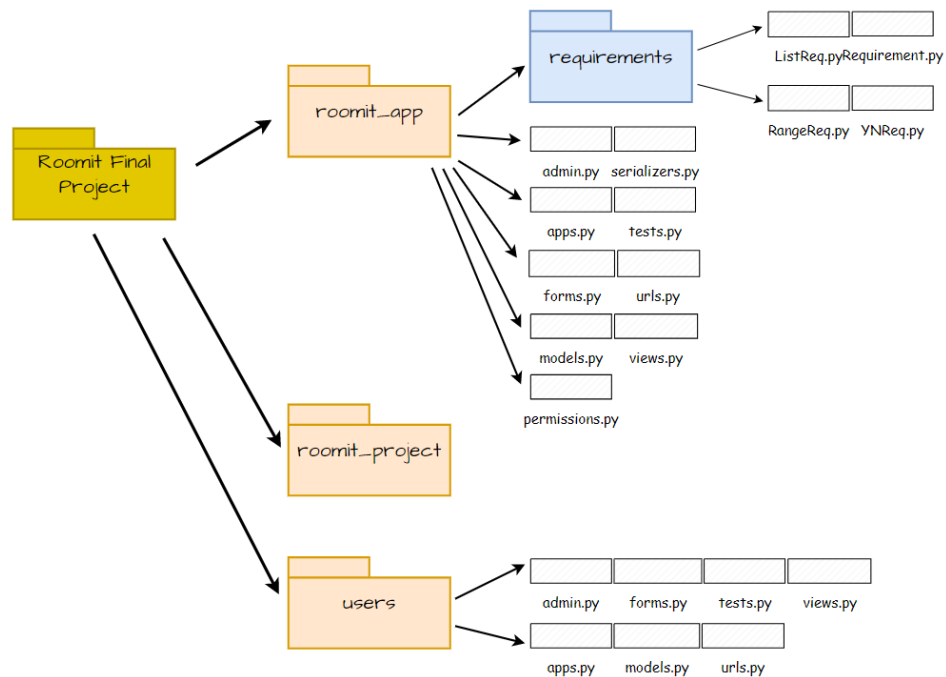 requirements
ListReq.py Requirement.py
roomit_app
RangeReq.py YNReq.py
Roomit Final
Project
admin.py serializers.py
apps.py tests.py
forms.py urls.py
models.py views.py
permissions.py
roomit_project
users
admin.py forms.py tests.py views.py
apps.py models.py urls.py